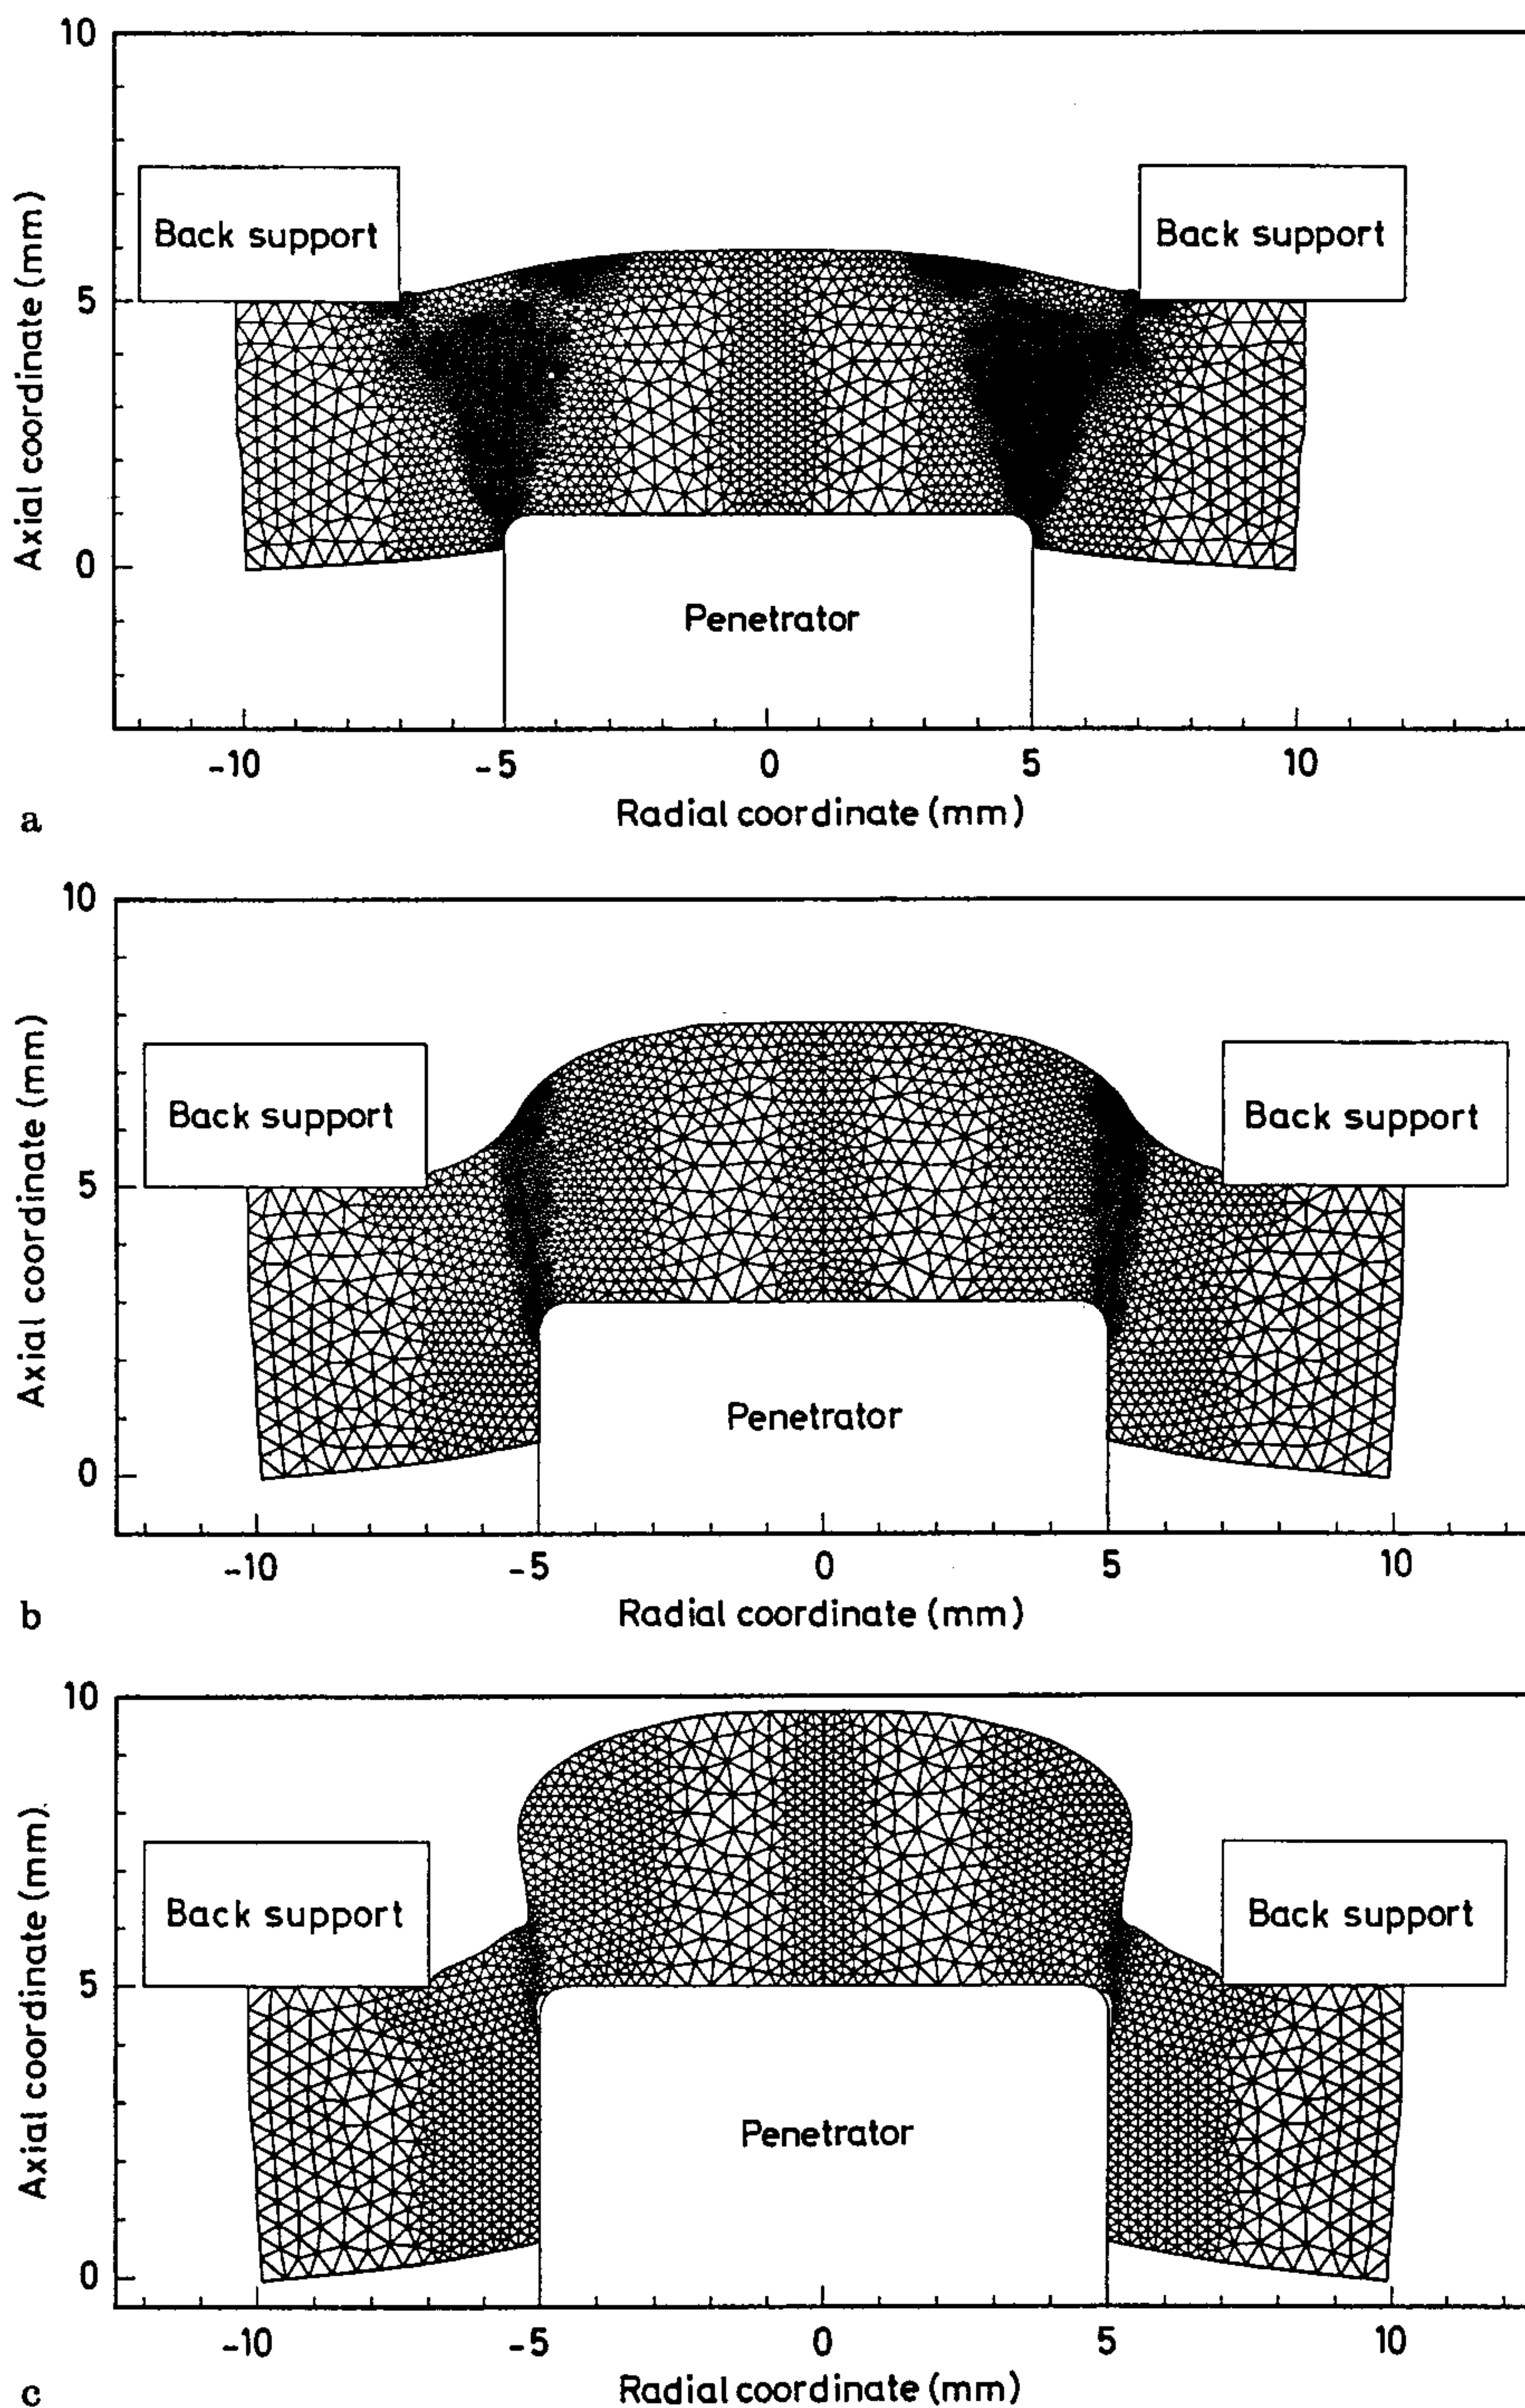 10
Axial coordinate (mm)
Back support
Back support
5
0
Penetrator
-10 -5 0 5 10
Radial coordinate (mm)
a
10
Axial coordinate (mm)
Back support
Back support
5
0
Penetrator
-10 -5 0 5 10
Radial coordinate (mm)
b
10
Axial coordinate (mm)
Back support
Back support
5
0
Penetrator
-10 -5 0 5 10
Radial coordinate (mm)
c